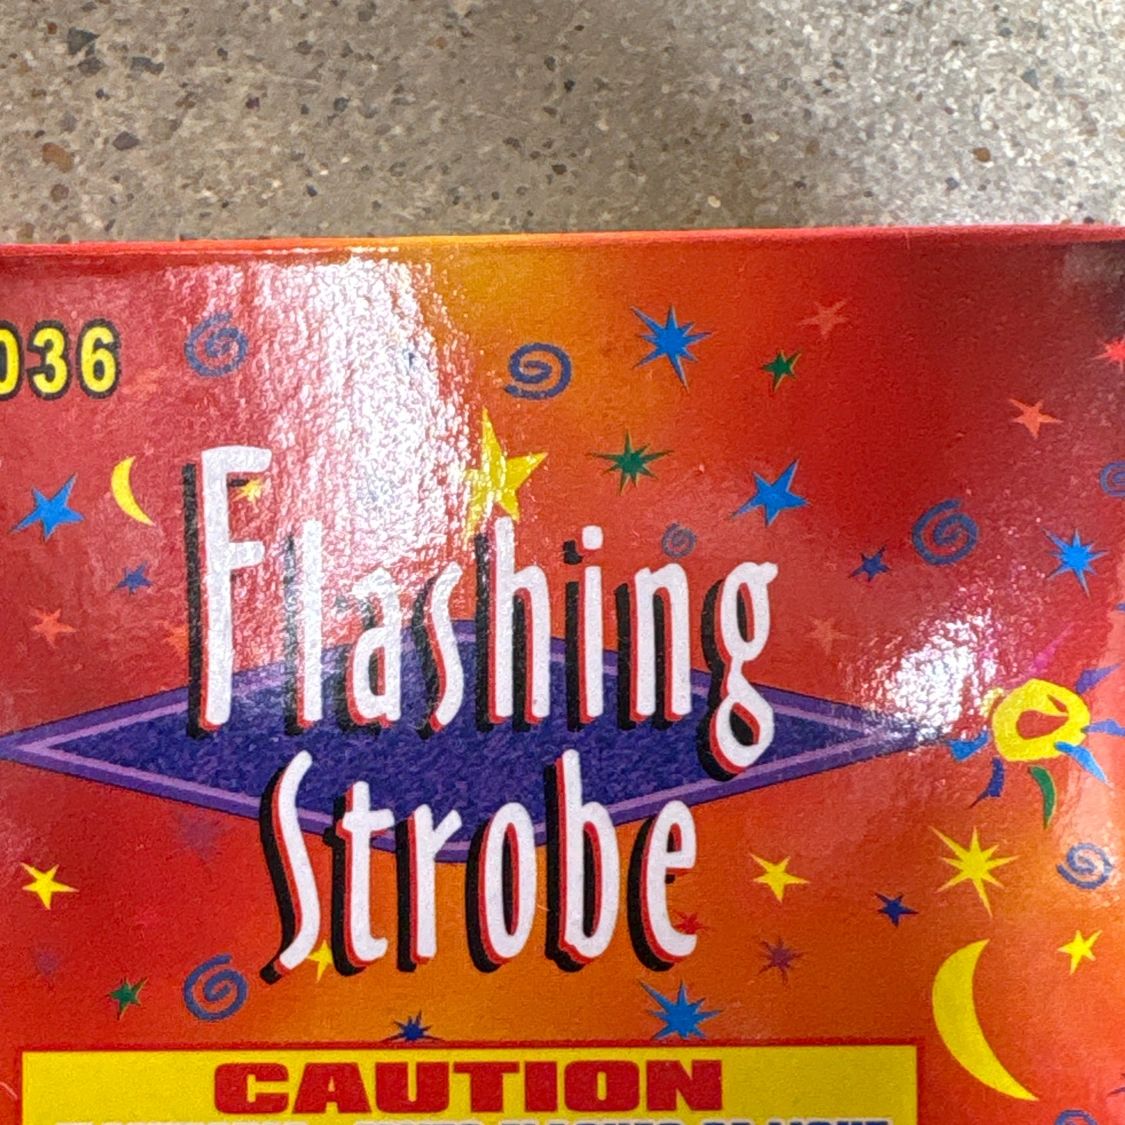 036
Flashing
Strobe
CAUTION